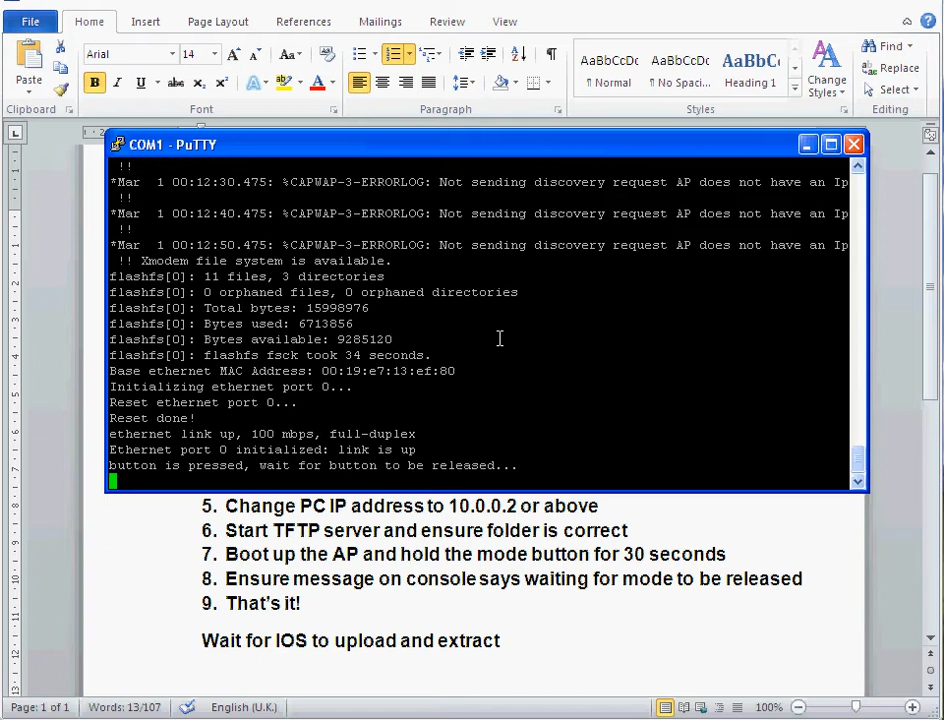 File Home Insert Page Layout References Mailings Review View
Paste
Clipboard
Arial 14
Font
Paragraph
AaBbCcDc AaBbCcDc AaBbC
¶ Normal ¶ No Spaci... Heading 1
Change
Styles
Styles
Find
Replace
Select
Editing
COM1 - PuTTY
!!
*Mar  1 00:12:30.475: %CAPWAP-3-ERRORLOG: Not sending discovery request AP does not have an Ip
!!
*Mar  1 00:12:40.475: %CAPWAP-3-ERRORLOG: Not sending discovery request AP does not have an Ip
!!
*Mar  1 00:12:50.475: %CAPWAP-3-ERRORLOG: Not sending discovery request AP does not have an Ip
!! Xmodem file system is available.
flashfs[0]: 11 files, 3 directories
flashfs[0]: 0 orphaned files, 0 orphaned directories
flashfs[0]: Total bytes: 15998976
flashfs[0]: Bytes used: 6713856
flashfs[0]: Bytes available: 9285120
flashfs[0]: flashfs fsck took 34 seconds.
Base ethernet MAC Address: 00:19:e7:13:ef:80
Initializing ethernet port 0...
Reset ethernet port 0...
Reset done!
ethernet link up, 100 mbps, full-duplex
Ethernet port 0 initialized: link is up
button is pressed, wait for button to be released...
5. Change PC IP address to 10.0.0.2 or above
6. Start TFTP server and ensure folder is correct
7. Boot up the AP and hold the mode button for 30 seconds
8. Ensure message on console says waiting for mode to be released
9. That's it!
Wait for IOS to upload and extract
Page: 1 of 1 Words: 13/107 English (U.K.) 100%